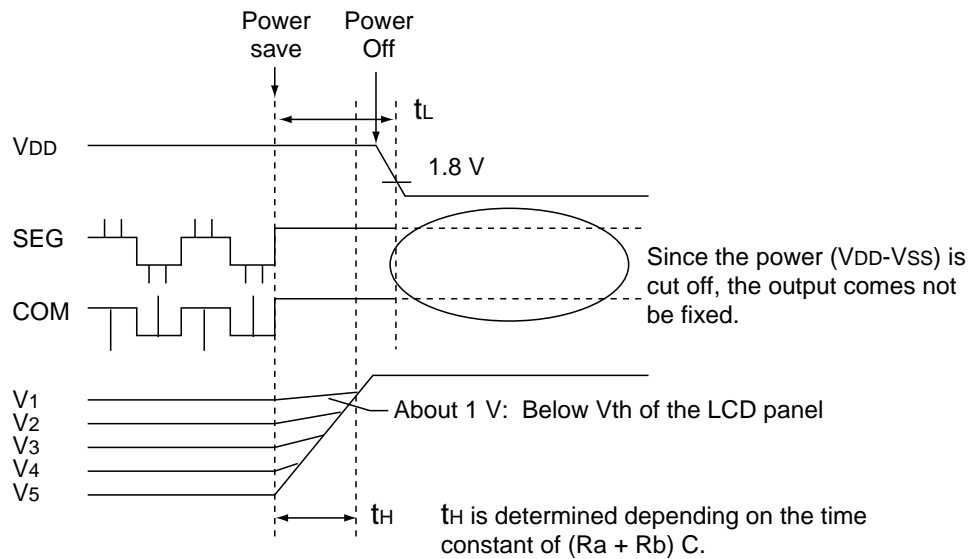 Power
save
Power
Off
tL
VDD
1.8 V
SEG
Since the power (VDD-VSS) is
cut off, the output comes not
be fixed.
COM
V1
About 1 V: Below Vth of the LCD panel
V2
V3
V4
V5
tH
tH is determined depending on the time
constant of (Ra + Rb) C.